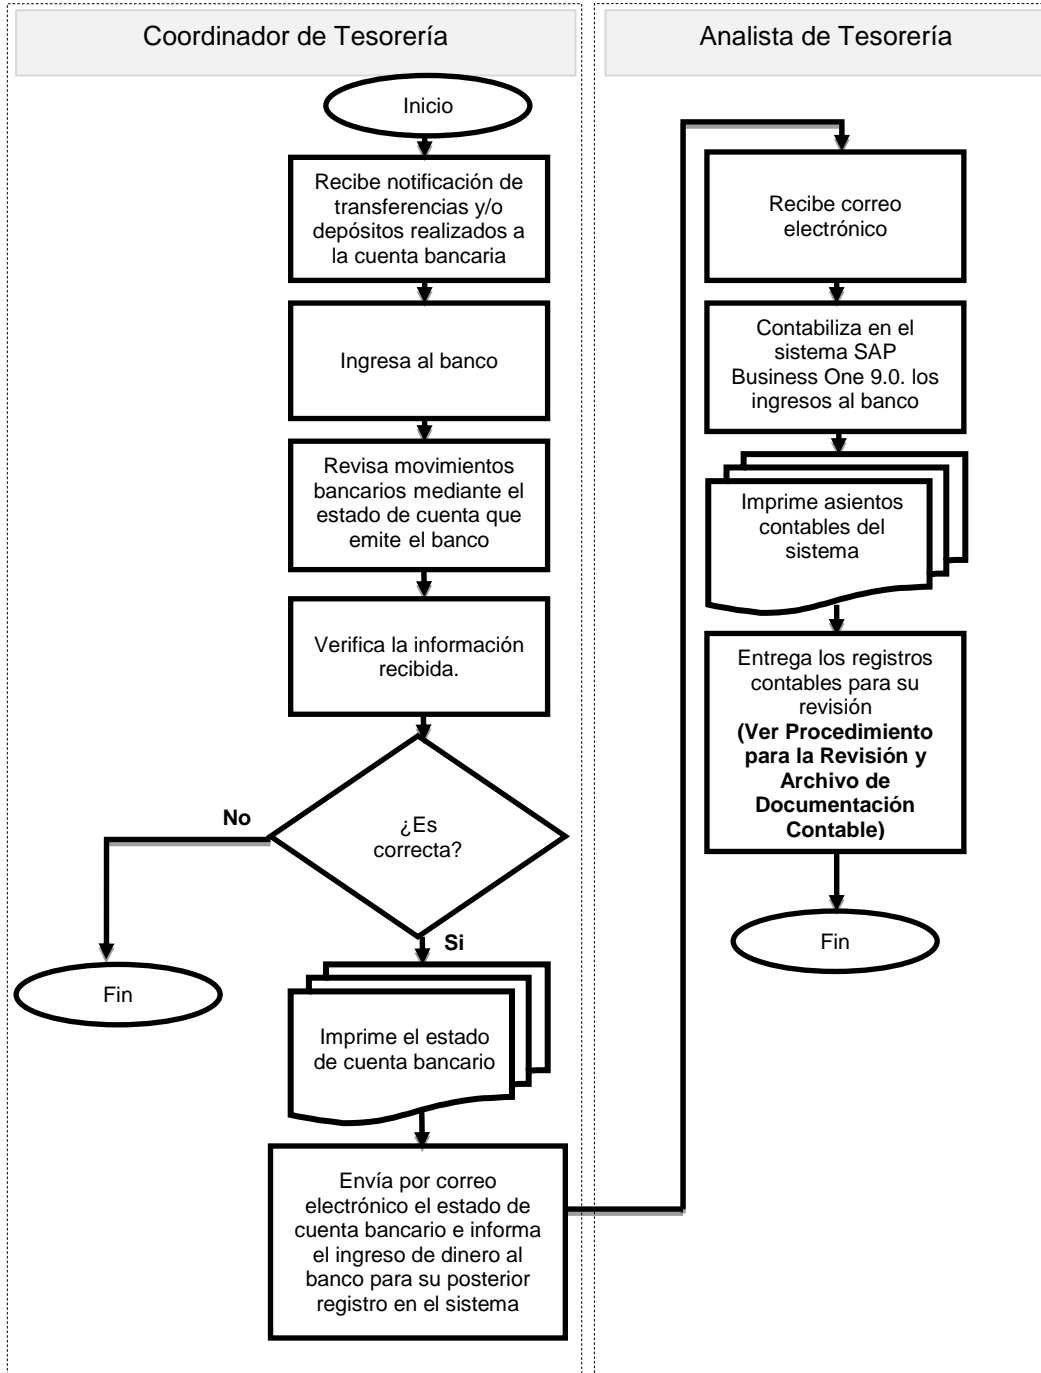 Coordinador de Tesorería
Inicio
Recibe notificación de
transferencias y/o
depósitos realizados a
la cuenta bancaria
Ingresa al banco
Revisa movimientos
bancarios mediante el
estado de cuenta que
emite el banco
Verifica la información
recibida.
¿Es
correcta?
No
Fin
Si
Imprime el estado
de cuenta bancario
Envía por correo
electrónico el estado de
cuenta bancario e informa
el ingreso de dinero al
banco para su posterior
registro en el sistema
Analista de Tesorería
Recibe correo
electrónico
Contabiliza en el
sistema SAP
Business One 9.0. los
ingresos al banco
Imprime asientos
contables del
sistema
Entrega los registros
contables para su
revisión
(Ver Procedimiento
para la Revisión y
Archivo de
Documentación
Contable)
Fin